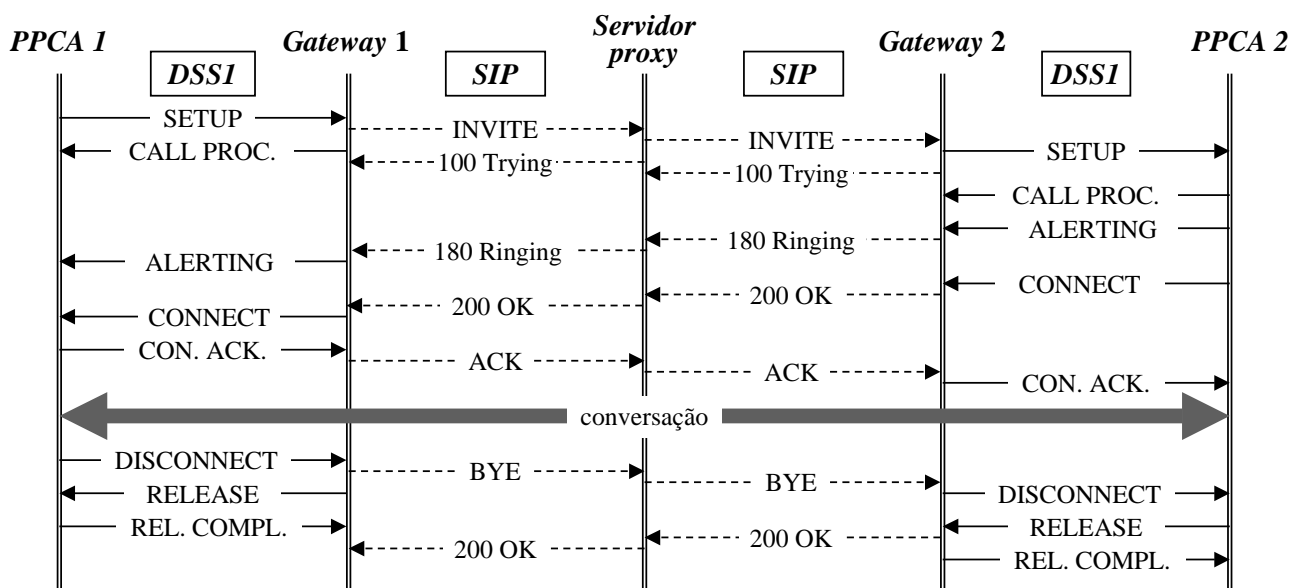 PPCA 1
Gateway 1
Servidor
proxy
Gateway 2
PPCA 2
DSS1
SIP
SIP
DSS1
SETUP
INVITE
INVITE
SETUP
CALL PROC.
100 Trying
100 Trying
CALL PROC.
ALERTING
180 Ringing
180 Ringing
ALERTING
CONNECT
200 OK
200 OK
CONNECT
CON. ACK.
ACK
ACK
CON. ACK.
conversação
DISCONNECT
BYE
BYE
DISCONNECT
RELEASE
RELEASE
REL. COMPL.
200 OK
200 OK
REL. COMPL.